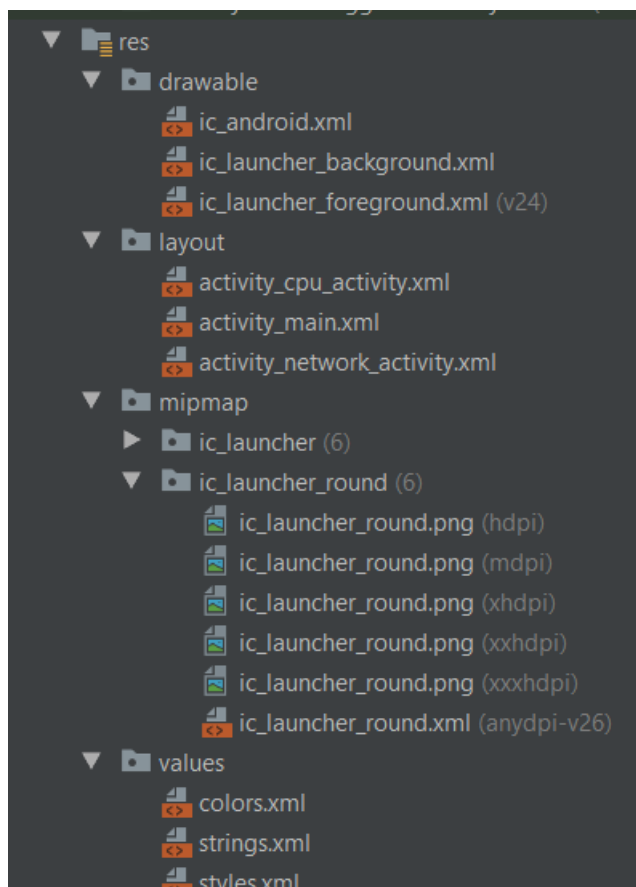 res
drawable
ic_android.xml
ic_launcher_background.xml
ic_launcher_foreground.xml (v24)
layout
activity_cpu_activity.xml
activity_main.xml
activity_network_activity.xml
mipmap
ic_launcher (6)
ic_launcher_round (6)
ic_launcher_round.png (hdpi)
ic_launcher_round.png (mdpi)
ic_launcher_round.png (xhdpi)
ic_launcher_round.png (xxhdpi)
ic_launcher_round.png (xxxhdpi)
ic_launcher_round.xml (anydpi-v26)
values
colors.xml
strings.xml
styles.xml